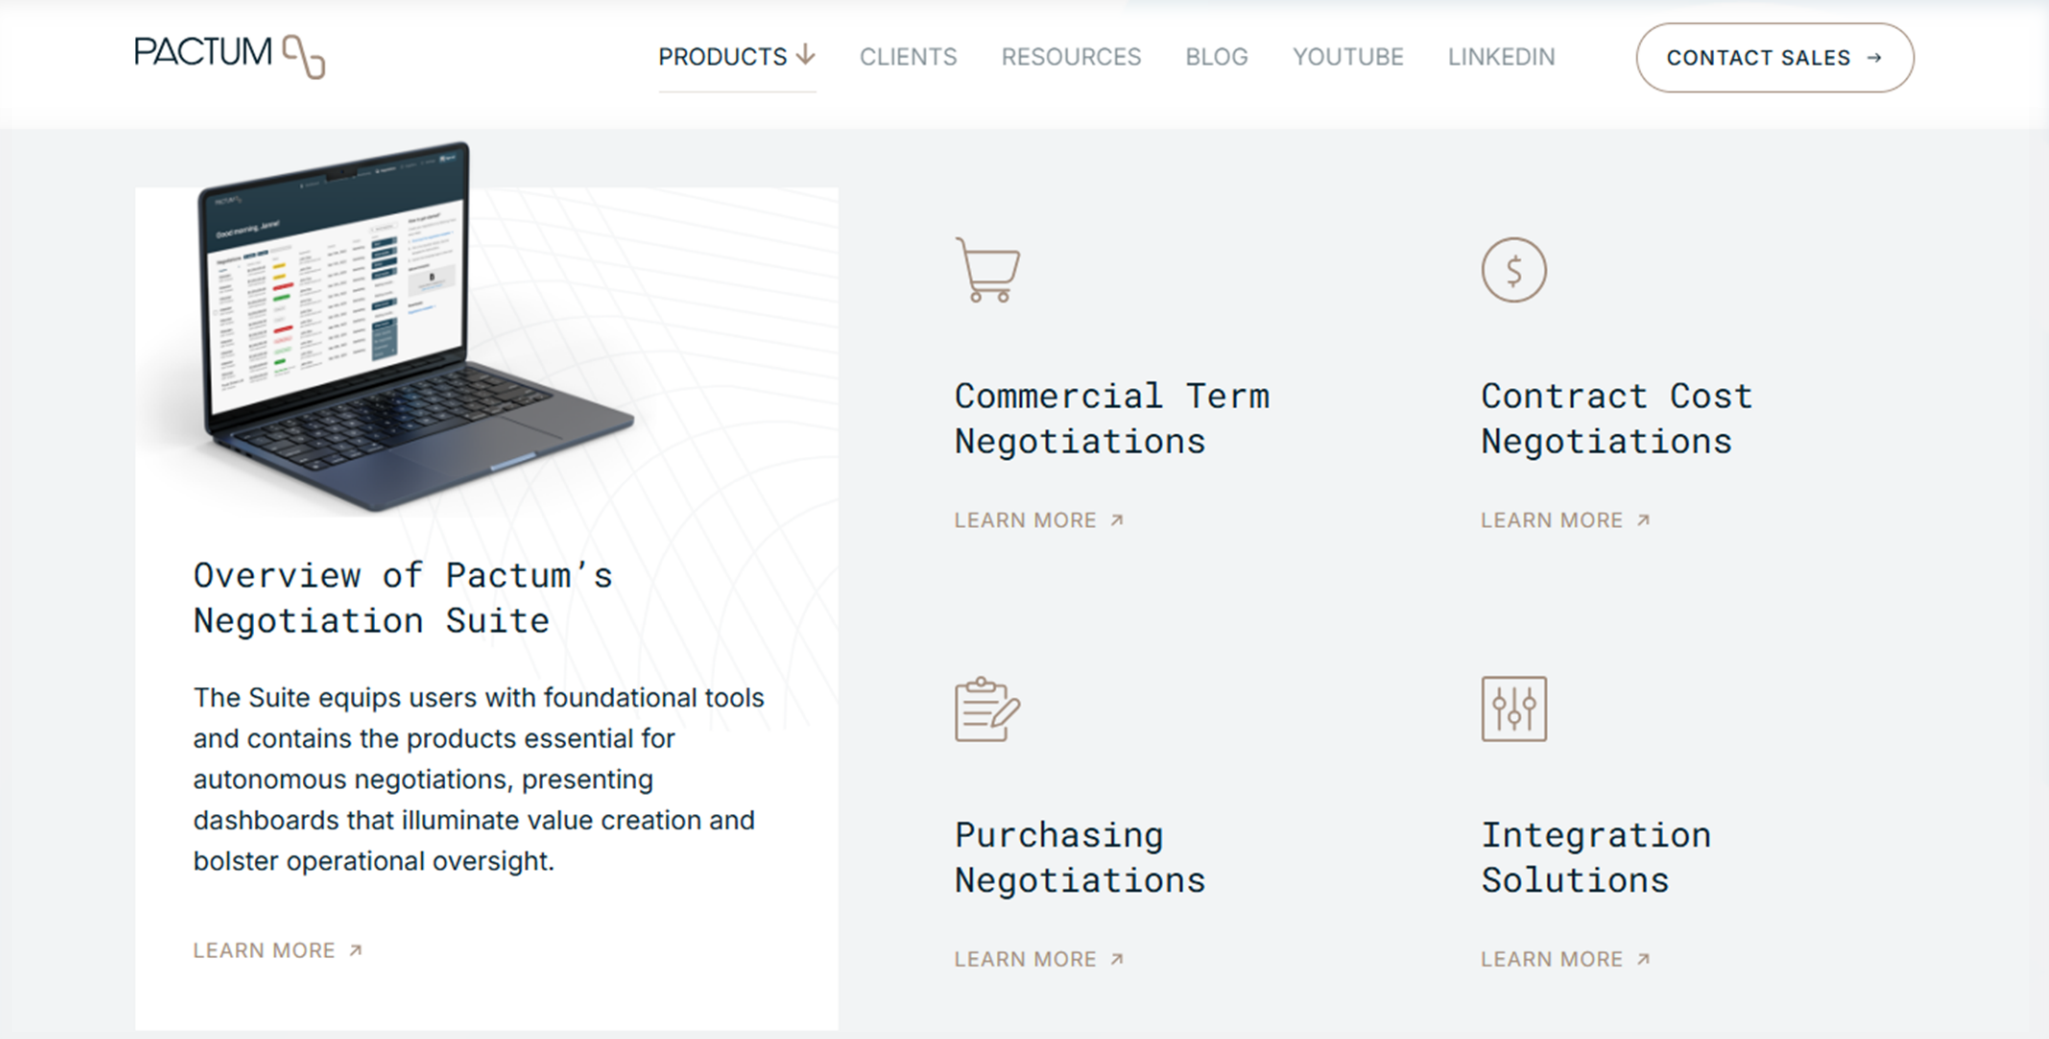 PACTUM
PRODUCTS CLIENTS RESOURCES BLOG YOUTUBE LINKEDIN CONTACT SALES
Good morning,
Commercial Term
Negotiations
LEARN MORE
Contract Cost
Negotiations
LEARN MORE
Overview of Pactum’s
Negotiation Suite
The Suite equips users with foundational tools
and contains the products essential for
autonomous negotiations, presenting
dashboards that illuminate value creation and
bolster operational oversight.
LEARN MORE
Purchasing
Negotiations
LEARN MORE
Integration
Solutions
LEARN MORE